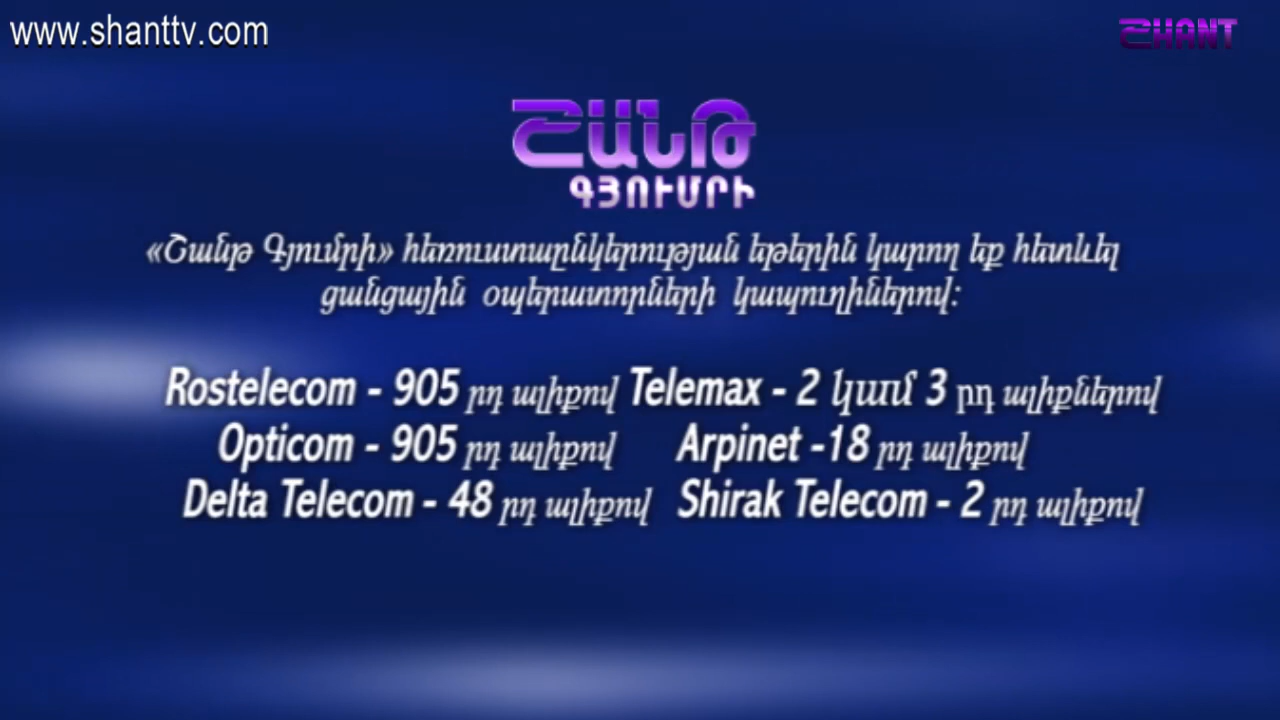 www.shanttv.com
SHANT
ՇԱՆԹ
ԳՅՈՒՄՐԻ
«Շանթ Գյումրի» հեռուստաընկերության եթերին կարող եք հետևել
ցանցային օպերատորների կապուղիներով:
Rostelecom - 905 րդ ալիքով Telemax - 2 կամ 3 րդ ալիքներով
Opticom - 905 րդ ալիքով Arpinet -18 րդ ալիքով
Delta Telecom - 48 րդ ալիքով Shirak Telecom - 2 րդ ալիքով